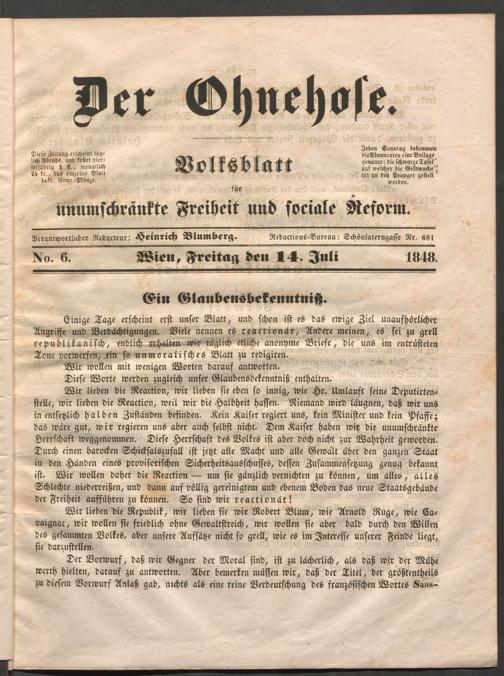 Der Ohnehose.
Diese Zeitung erscheint täg-
lich Abends, und kostet vier-
teljährig 1 fl., monatlich
24 kr., das einzelne Blatt
1 kr. Conv.-Münze.
Volksblatt
Jeden Sonntag bekommen
die Abonnenten eine Beilage
genannt: die schwarze Tafel,
auf welcher die Geldwuche-
rer an den Pranger gestellt
werden.
für
unumschränkte Freiheit und sociale Reform.
Verantwortlicher Redacteur: Heinrich Blumberg. Redactions-Bureau: Schönlaterngasse Nr. 681
No. 6. Wien, Freitag den 14. Juli 1848.
Ein Glaubensbekenntniß.
Einige Tage erscheint erst unser Blatt, und schon ist es das ewige Ziel unaufhörlicher
Angriffe und Verdächtigungen. Viele nennen es reactionär, Andere meinen, es sei zu grell
republikanisch, endlich erhalten wir täglich etliche anonyme Briefe, die uns im entrüsteten
Tone vorwerfen, ein so unmoralisches Blatt zu redigiren.
Wir wollen mit wenigen Worten darauf antworten.
Diese Worte werden zugleich unser Glaubensbekenntniß enthalten.
Wir lieben die Reaction, wir lieben sie eben so innig, wie Hr. Umlauft seine Deputirten-
stelle, wir lieben die Reaction, weil wir die Halbheit hassen. Niemand wird läugnen, daß wir uns
in entsetzlich halben Zuständen befinden. Kein Kaiser regiert uns, kein Minister und kein Pfaffe;
das wäre gut, wir regieren uns aber auch selbst nicht. Dem Kaiser haben wir die unumschränkte
Herrschaft weggenommen. Diese Herrschaft des Volkes ist aber doch nicht zur Wahrheit geworden.
Durch einen barocken Schicksalszufall ist jetzt alle Macht und alle Gewalt über den ganzen Staat
in den Händen eines provisorischen Sicherheitsausschusses, dessen Zusammensetzung genug bekannt
ist. Wir wollen daher die Reaction — um sie gänzlich vernichten zu können, um alles, alles
Schlechte niederreißen, und dann auf völlig gereinigtem und ebenem Boden das neue Staatsgebäude
der Freiheit aufführen zu können. So sind wir reactionär!
Wir lieben die Republik, wir lieben sie wie Robert Blum, wie Arnold Ruge, wie Ca-
vaignac, wir wollen sie friedlich ohne Gewaltstreich, wir wollen sie aber bald durch den Willen
des gesammten Volkes, aber unsere Aufsätze nicht so grell, wie es im Interesse unserer Feinde liegt,
sie darzustellen.
Der Vorwurf, daß wir Gegner der Moral sind, ist zu lächerlich, als daß wir der Mühe
werth hielten, darauf zu antworten. Aber bemerken müssen wir, daß der Titel, der größtentheils
zu diesem Vorwurf Anlaß gab, nichts als eine reine Verdeutschung des französischen Wortes Sans-